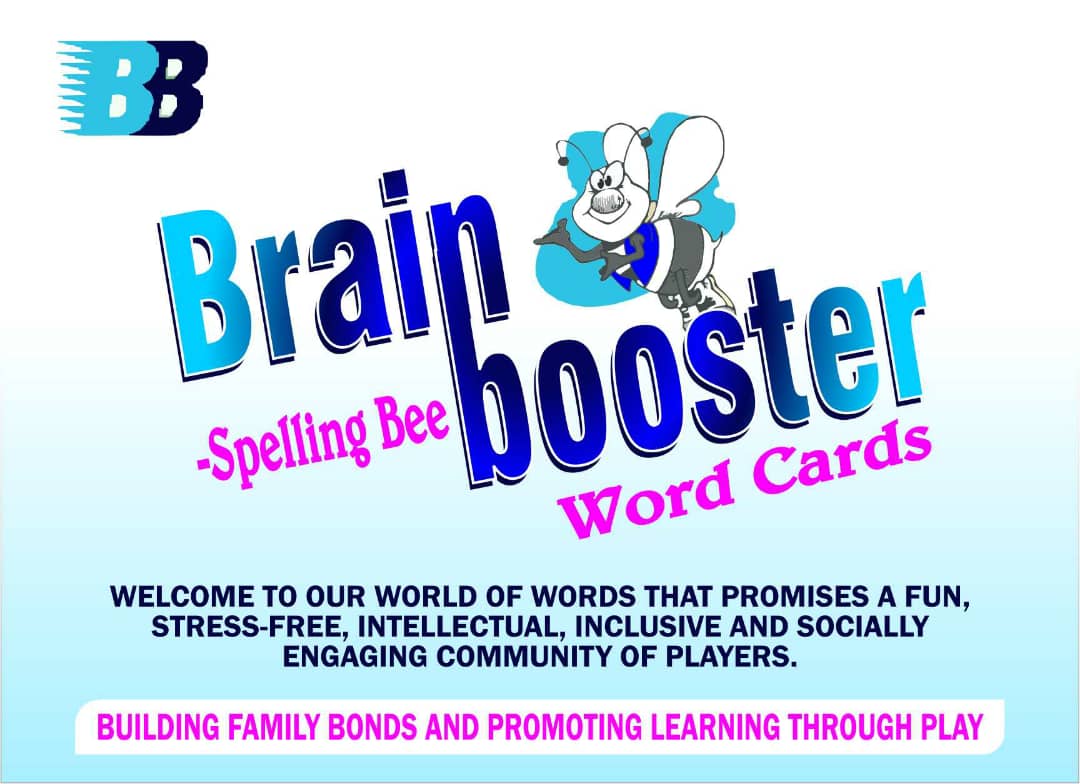 BB
Brain
booster
-Spelling Bee
Word Cards
WELCOME TO OUR WORLD OF WORDS THAT PROMISES A FUN,
STRESS-FREE, INTELLECTUAL, INCLUSIVE AND SOCIALLY
ENGAGING COMMUNITY OF PLAYERS.
BUILDING FAMILY BONDS AND PROMOTING LEARNING THROUGH PLAY